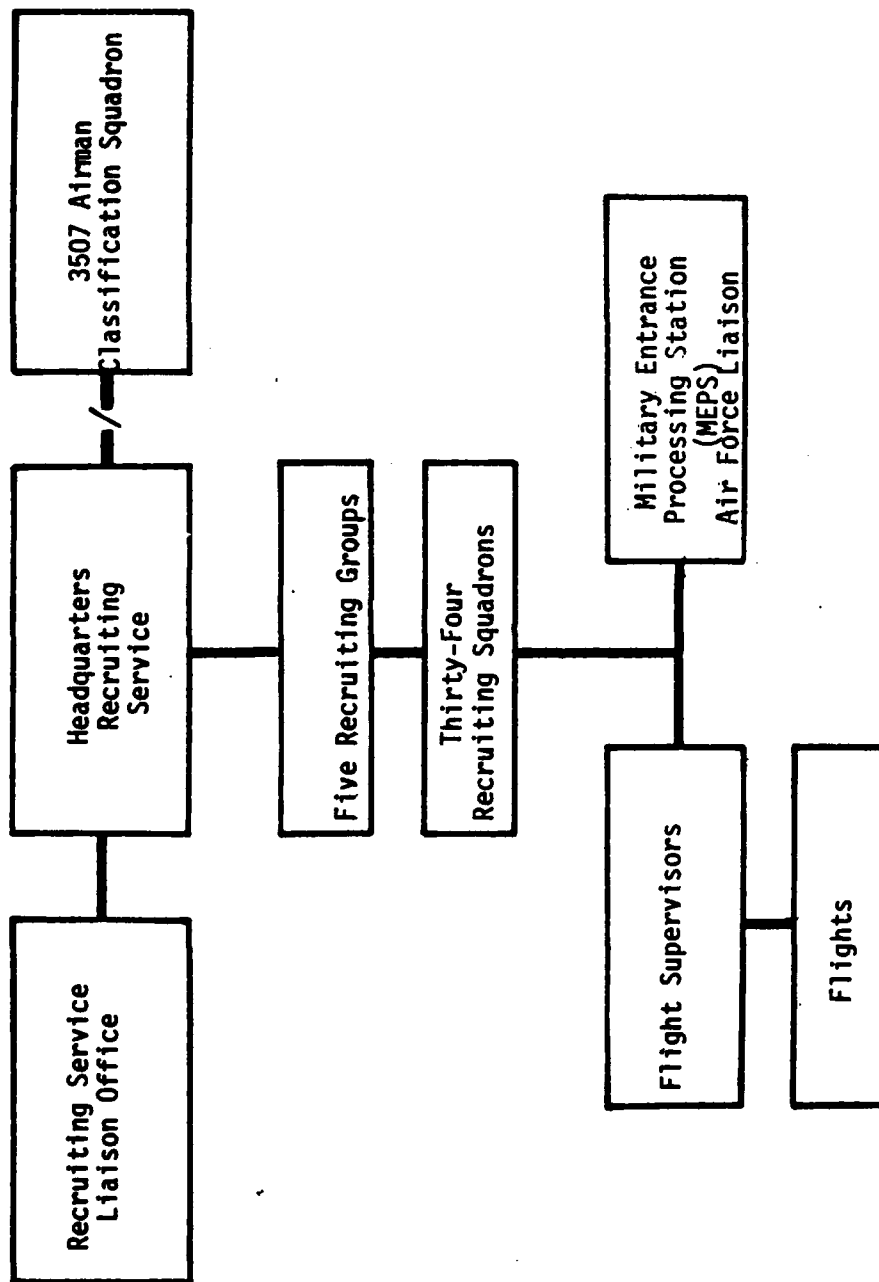 Recruiting Service
Liaison Office
Headquarters
Recruiting
Service
3507 Airman
Classification Squadron
Five Recruiting Groups
Thirty-Four
Recruiting Squadrons
Flight Supervisors
Military Entrance
Processing Station
(MEPS)
Air Force Liaison
Flights